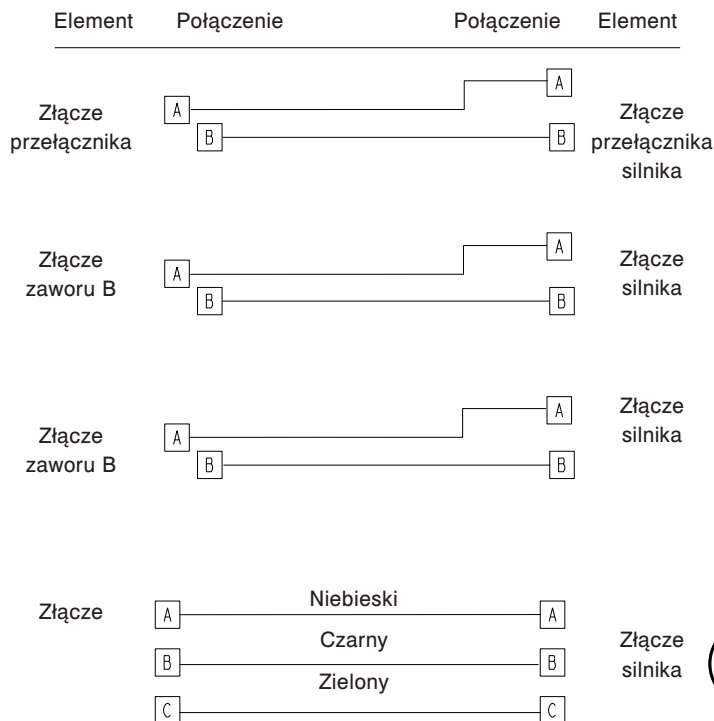 Element Połączenie Połączenie Element
Złącze przełącznika
A A
B B
Złącze przełącznika silnika
Złącze zaworu B
A A
B B
Złącze silnika
Złącze zaworu B
A A
B B
Złącze silnika
Złącze
A Niebieski A
B Czarny B
C Zielony C
Złącze silnika